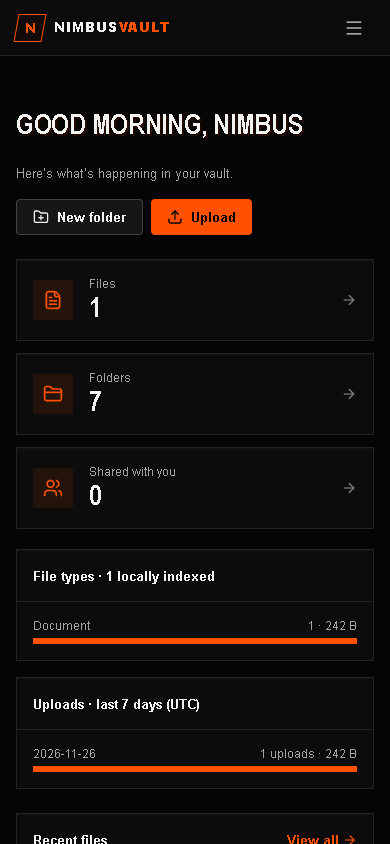 N NIMBUSVAULT
GOOD MORNING, NIMBUS
Here's what's happening in your vault.
New folder Upload
Files
1
Folders
7
Shared with you
0
File types · 1 locally indexed
Document 1 · 242 B
Uploads · last 7 days (UTC)
2026-11-26 1 uploads · 242 B
Recent files View all